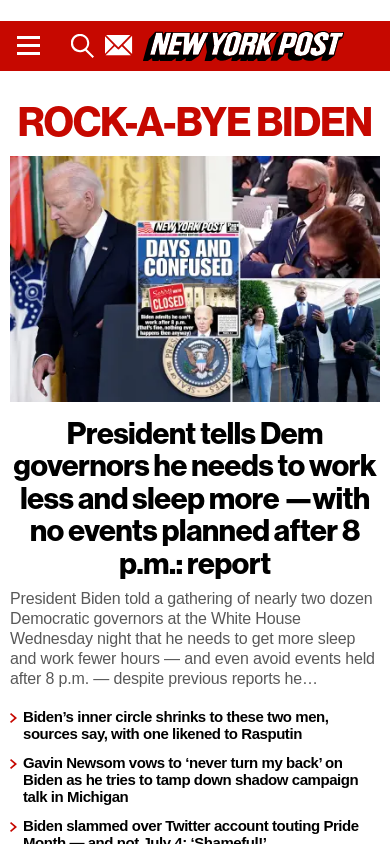 NEW YORK POST
ROCK-A-BYE BIDEN
NEW YORK POST
DAYS AND
CONFUSED
Sorry WE'RE
CLOSED
Biden admits he can't
work after 8 p.m.
President tells Dem
governors he needs to work
less and sleep more —with
no events planned after 8
p.m.: report
President Biden told a gathering of nearly two dozen
Democratic governors at the White House
Wednesday night that he needs to get more sleep
and work fewer hours — and even avoid events held
after 8 p.m. — despite previous reports he…
Biden’s inner circle shrinks to these two men,
sources say, with one likened to Rasputin
Gavin Newsom vows to ‘never turn my back’ on
Biden as he tries to tamp down shadow campaign
talk in Michigan
Biden slammed over Twitter account touting Pride
Month — and not July 4: ‘Shameful!’